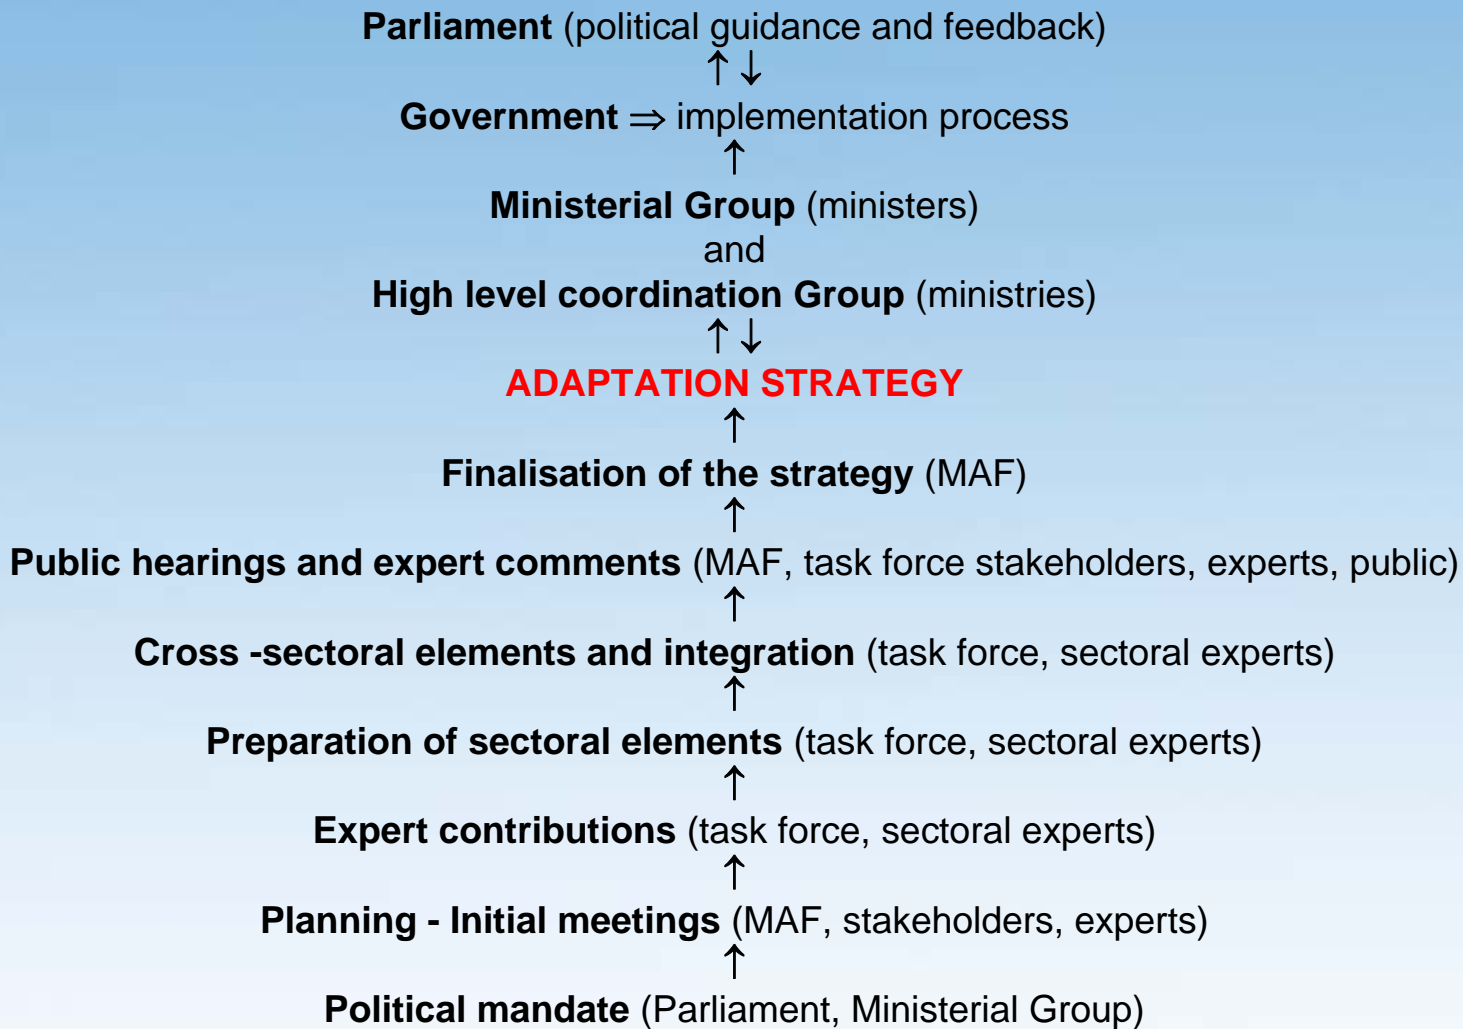 Parliament (political guidance and feedback)
↑ ↓
Government ⇒ implementation process
↑
Ministerial Group (ministers)
and
High level coordination Group (ministries)
↑ ↓
ADAPTATION STRATEGY
↑
Finalisation of the strategy (MAF)
↑
Public hearings and expert comments (MAF, task force stakeholders, experts, public)
↑
Cross -sectoral elements and integration (task force, sectoral experts)
↑
Preparation of sectoral elements (task force, sectoral experts)
↑
Expert contributions (task force, sectoral experts)
↑
Planning - Initial meetings (MAF, stakeholders, experts)
↑
Political mandate (Parliament, Ministerial Group)